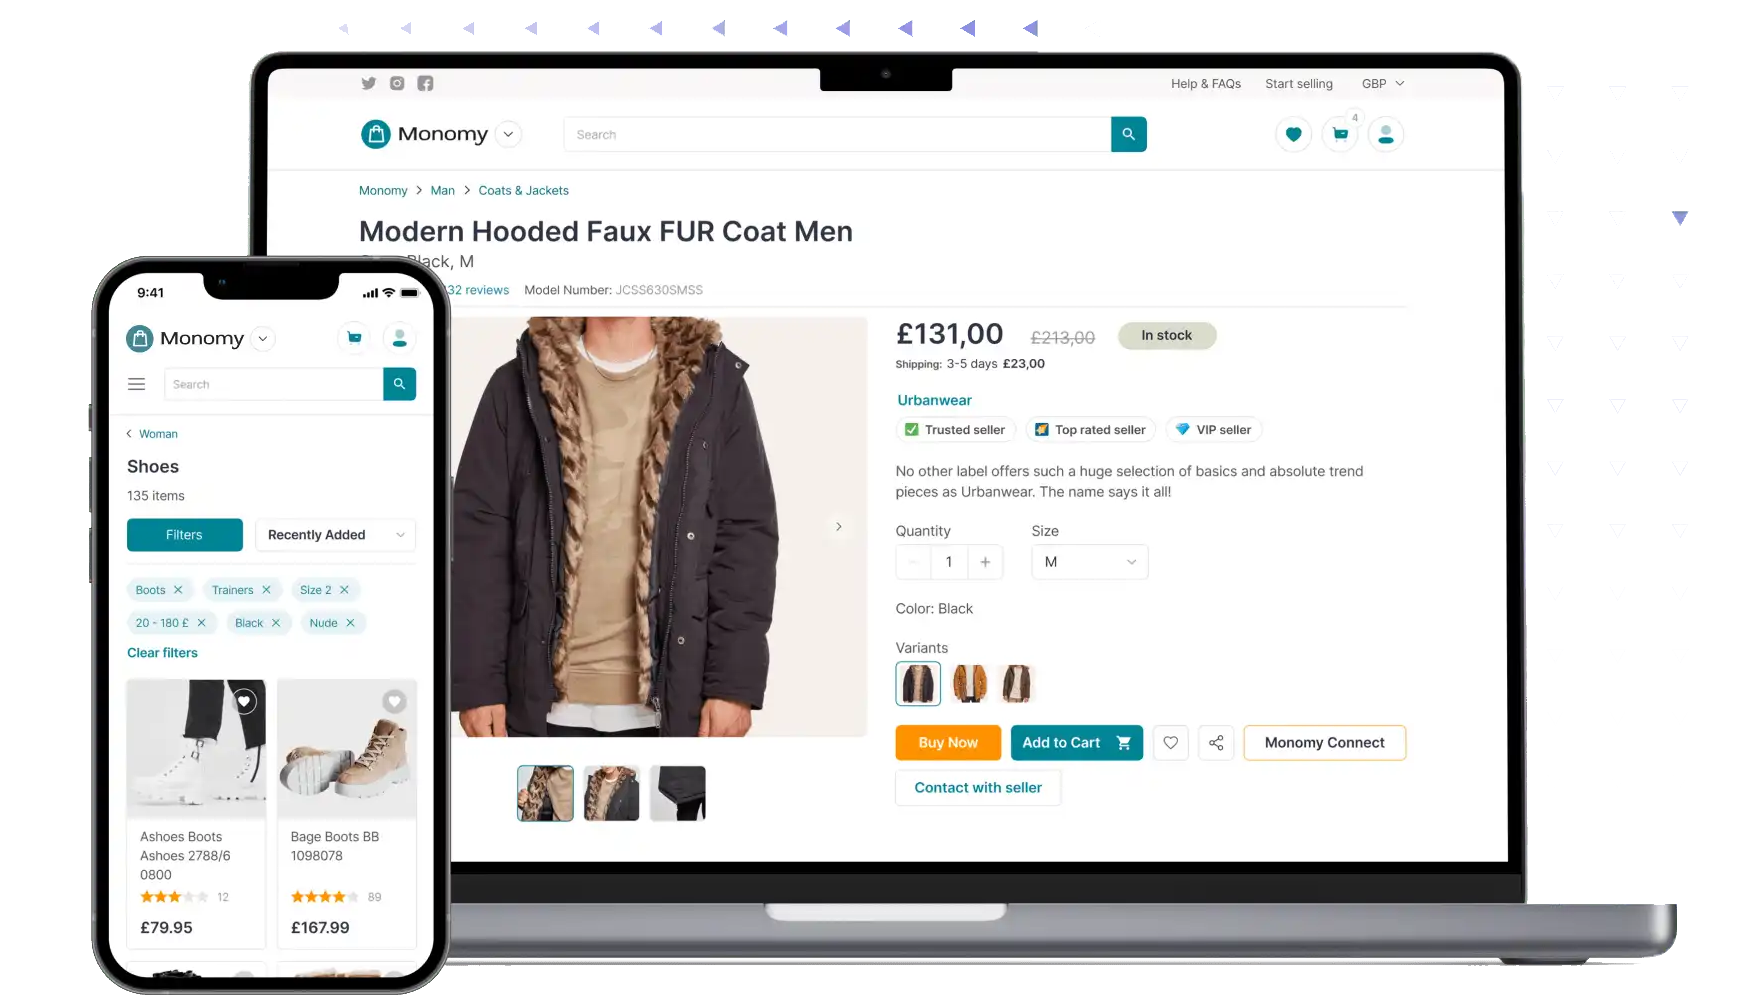 Help & FAQs Start selling GBP
Monomy
Search
4
Monomy > Man > Coats & Jackets
Modern Hooded Faux FUR Coat Men
Black, M
32 reviews Model Number: JCSS630SMSS
£131,00 £213,00 In stock
Shipping: 3-5 days £23,00
Urbanwear
Trusted seller Top rated seller VIP seller
No other label offers such a huge selection of basics and absolute trend
pieces as Urbanwear. The name says it all!
Quantity Size
- 1 + M
Color: Black
Variants
Buy Now Add to Cart Monomy Connect
Contact with seller
9:41
Monomy
Search
< Woman
Shoes
135 items
Filters Recently Added
Boots × Trainers × Size 2 ×
20 - 180 £ × Black × Nude ×
Clear filters
Ashoes Boots
Ashoes 2788/6
0800
12
£79.95
Bage Boots BB
1098078
89
£167.99